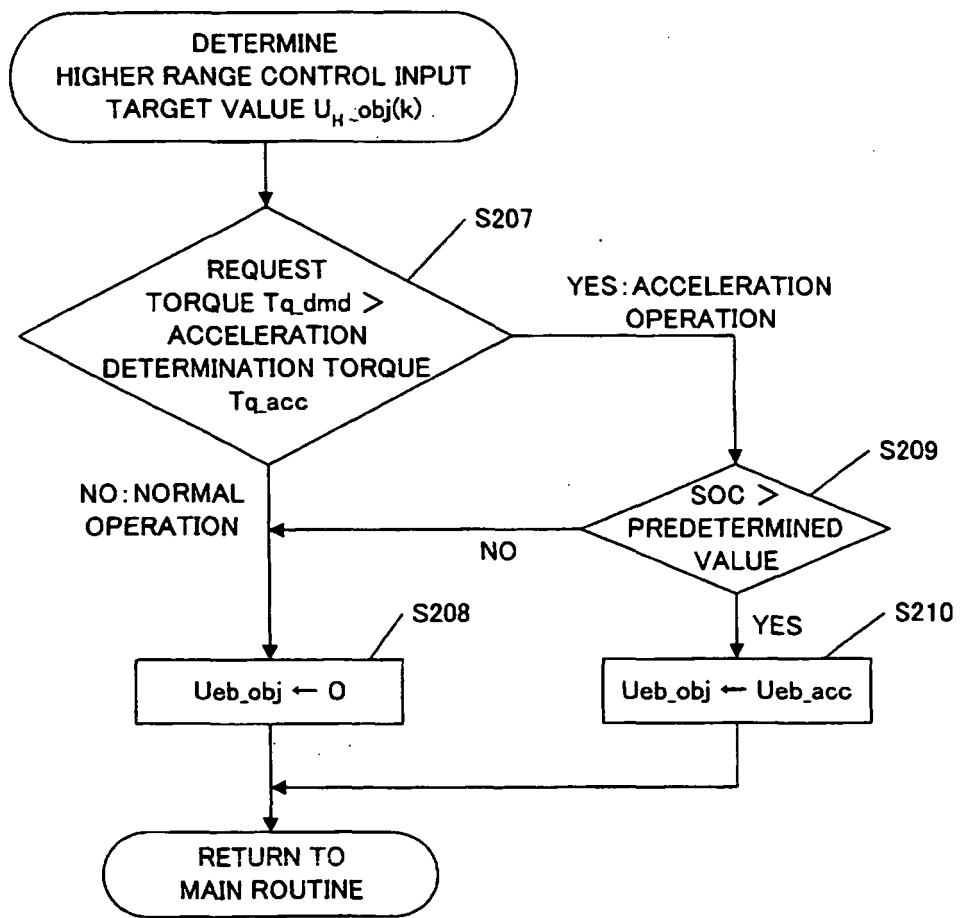 DETERMINE
HIGHER RANGE CONTROL INPUT
TARGET VALUE U_H_obj(k)
S207
REQUEST
TORQUE Tq_dmd >
ACCELERATION
DETERMINATION TORQUE
Tq_acc
YES:ACCELERATION
OPERATION
NO:NORMAL
OPERATION
S209
SOC >
PREDETERMINED
VALUE
NO
YES
S208
Ueb_obj ← 0
S210
Ueb_obj ← Ueb_acc
RETURN TO
MAIN ROUTINE